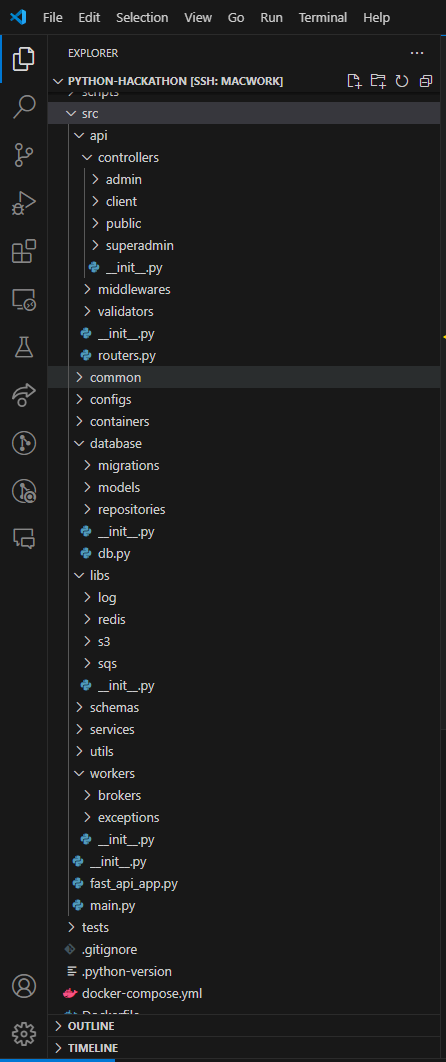 File Edit Selection View Go Run Terminal Help
EXPLORER
PYTHON-HACKATHON [SSH: MACWORK]
scripts
src
api
controllers
admin
client
public
superadmin
__init__.py
middlewares
validators
__init__.py
routers.py
common
configs
containers
database
migrations
models
repositories
__init__.py
db.py
libs
log
redis
s3
sqs
__init__.py
schemas
services
utils
workers
brokers
exceptions
__init__.py
__init__.py
fast_api_app.py
main.py
tests
.gitignore
.python-version
docker-compose.yml
Dockerfile
OUTLINE
TIMELINE